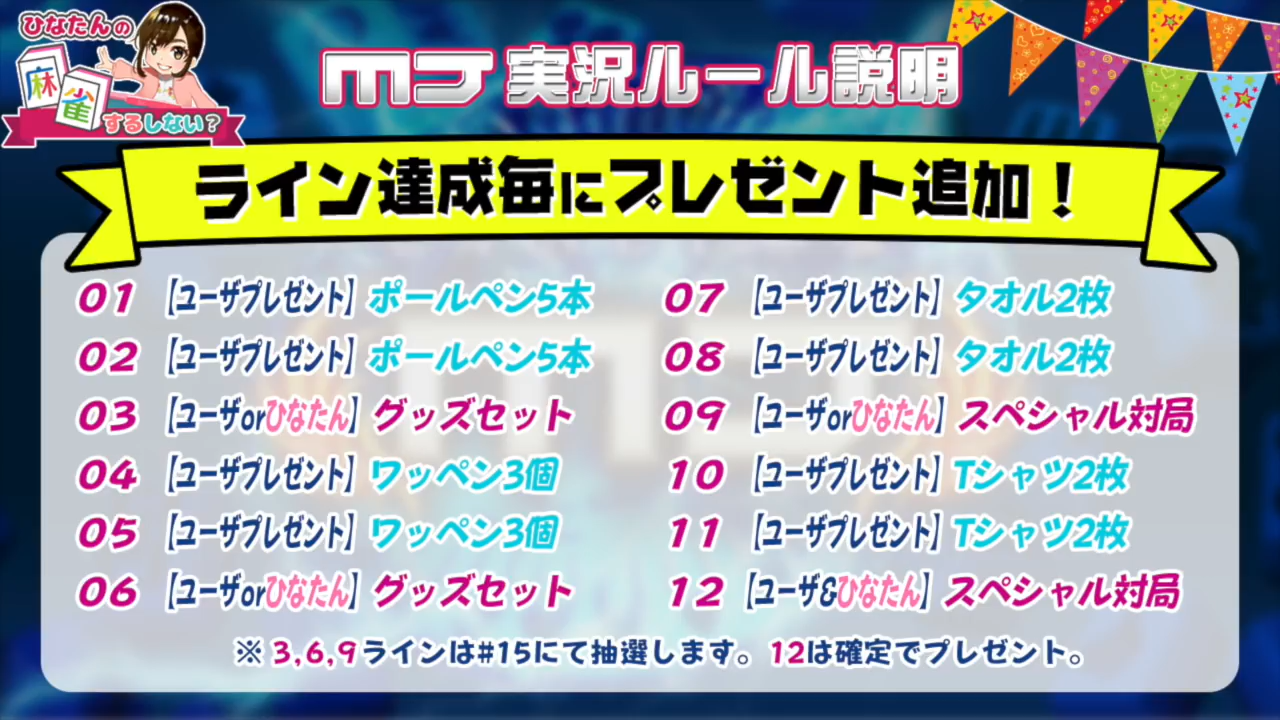 ひなたんの
麻雀
するしない?
MJ 実況ルール説明
ライン達成毎にプレゼント追加!
01 【ユーザプレゼント】 ボールペン5本
02 【ユーザプレゼント】 ボールペン5本
03 【ユーザorひなたん】 グッズセット
04 【ユーザプレゼント】 ワッペン3個
05 【ユーザプレゼント】 ワッペン3個
06 【ユーザorひなたん】 グッズセット
07 【ユーザプレゼント】 タオル2枚
08 【ユーザプレゼント】 タオル2枚
09 【ユーザorひなたん】 スペシャル対局
10 【ユーザプレゼント】 Tシャツ2枚
11 【ユーザプレゼント】 Tシャツ2枚
12 【ユーザ&ひなたん】 スペシャル対局
※ 3,6,9ラインは#15にて抽選します。12は確定でプレゼント。